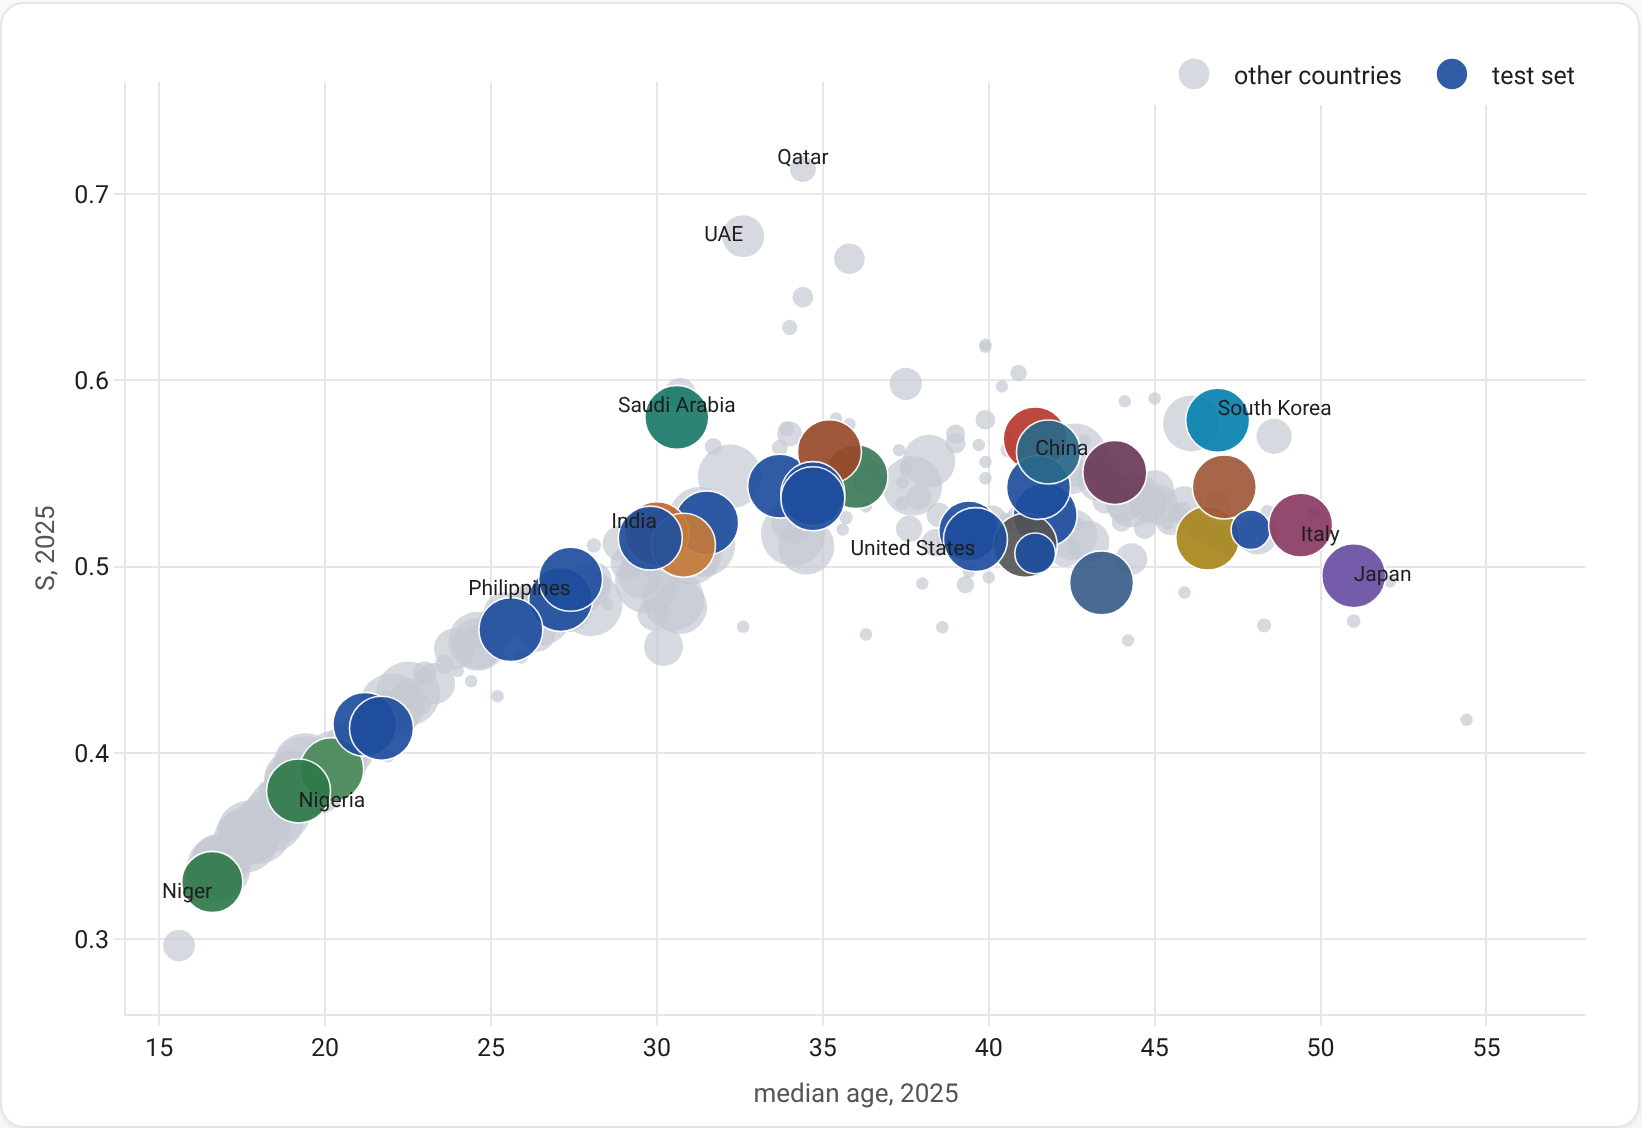 other countries
test set
Qatar
0.7
UAE
0.6
Saudi Arabia
South Korea
China
India
Italy
United States
S, 2025
0.5
Japan
Philippines
0.4
Nigeria
Niger
0.3
15 20 25 30 35 40 45 50 55
median age, 2025